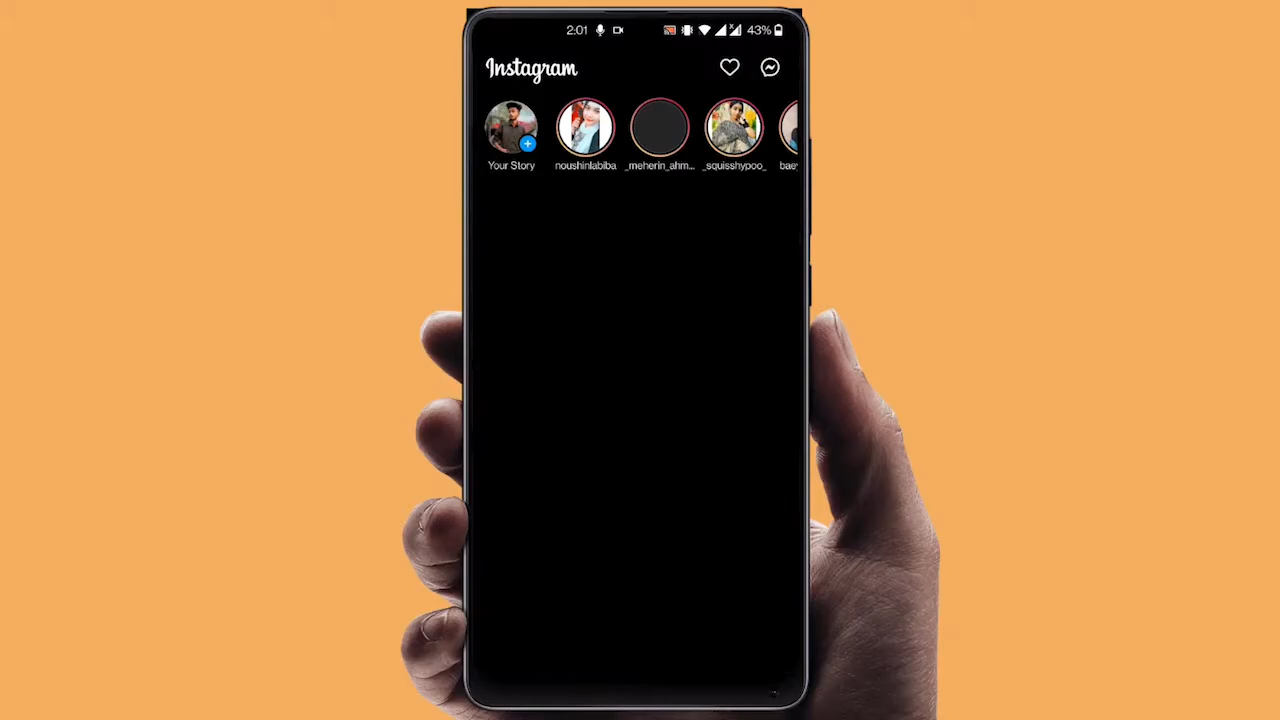 2:01 43%
Instagram
Your Story noushinlabiba _meherin_ahm... _squisshypoo_ bae